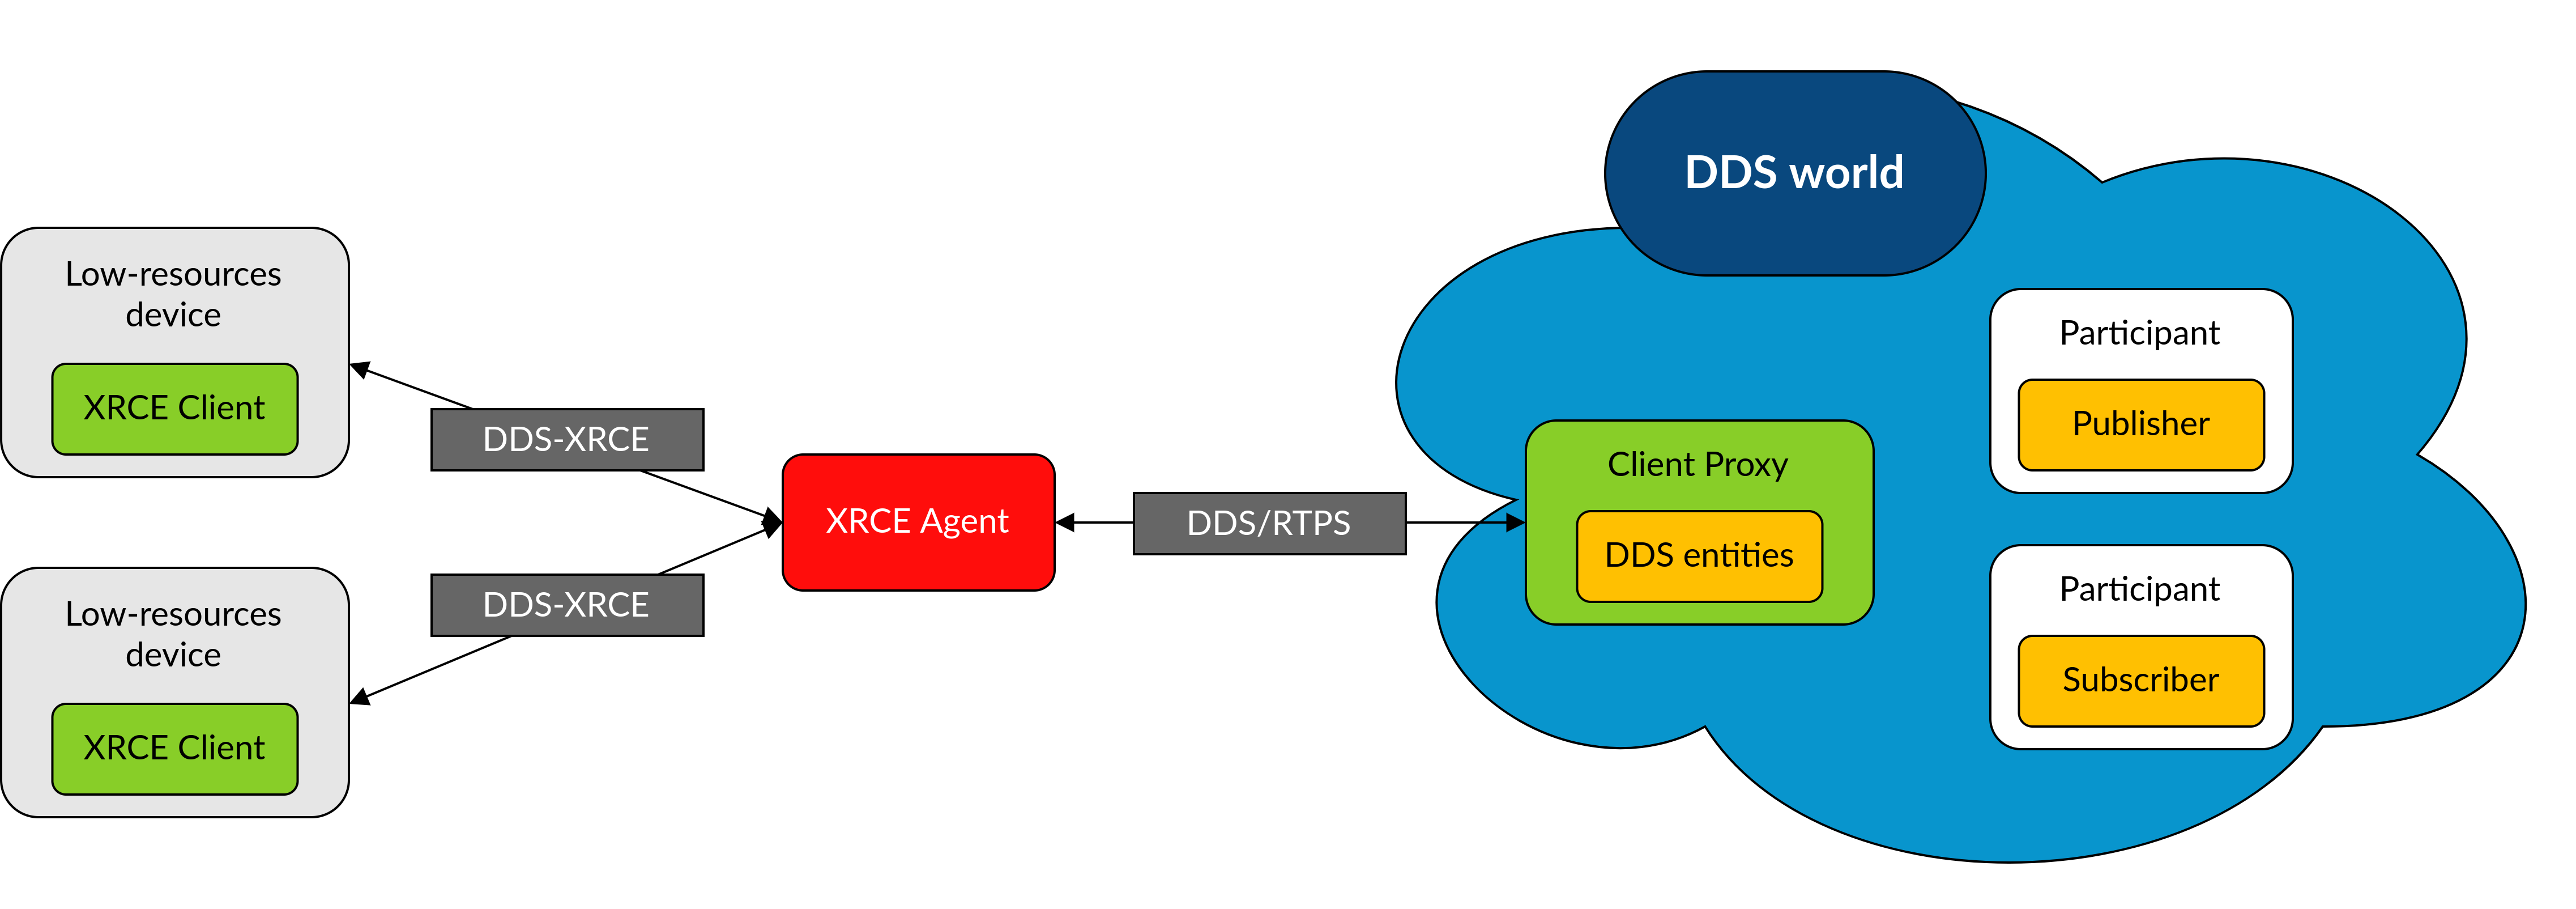 DDS world
Low-resources
device
XRCE Client
DDS-XRCE
Low-resources
device
XRCE Client
DDS-XRCE
XRCE Agent
DDS/RTPS
Client Proxy
DDS entities
Participant
Publisher
Participant
Subscriber